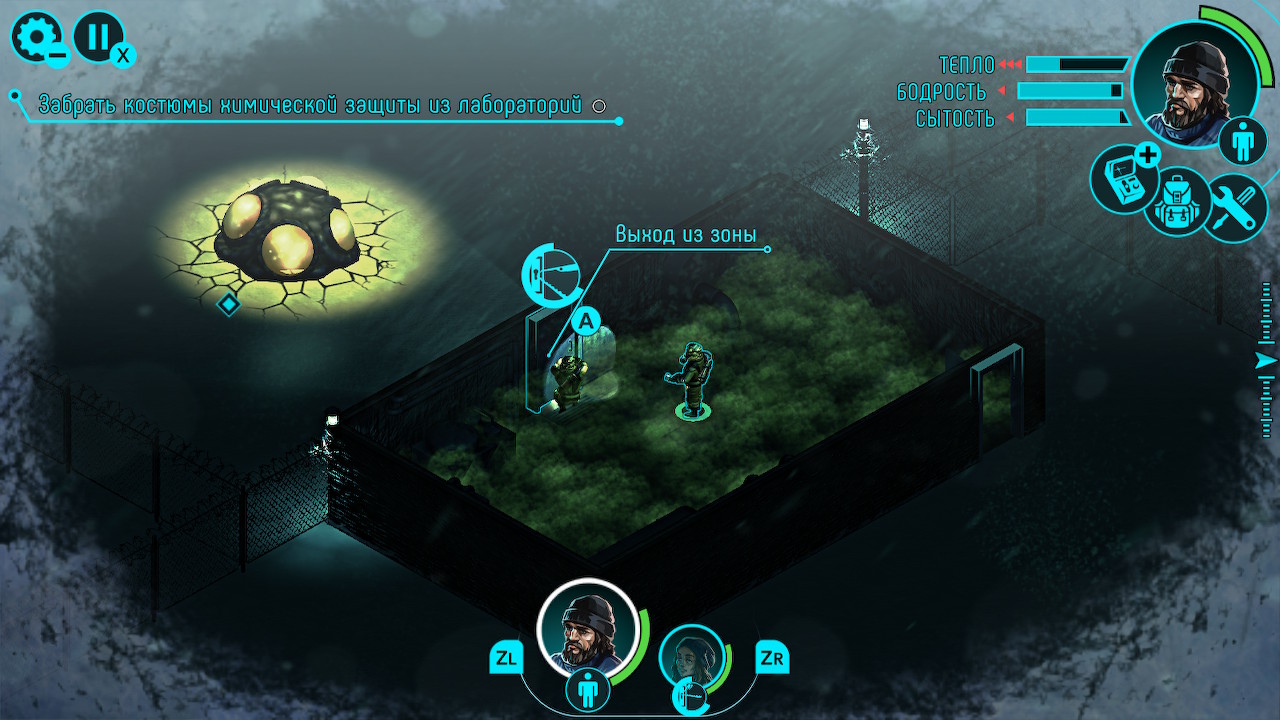 X
Забрать костюмы химической защиты из лабораторий
ТЕПЛО
БОДРОСТЬ
СЫТОСТЬ
Выход из зоны
A
ZL
ZR